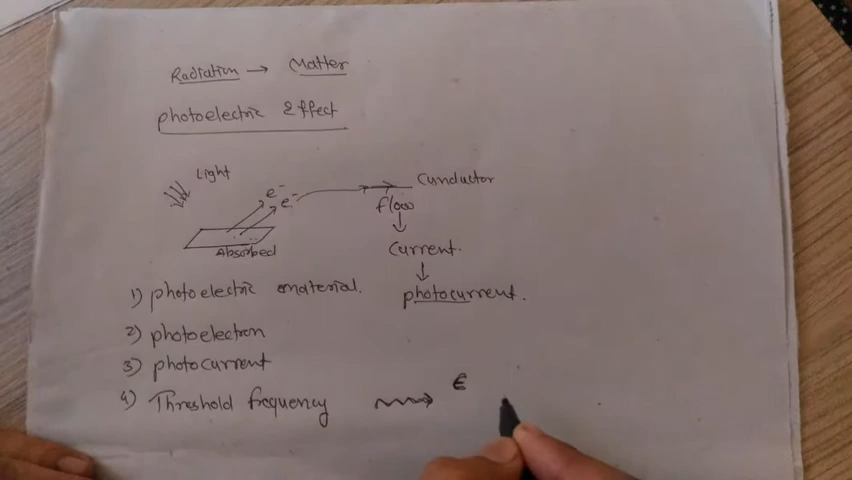 Radiation → Matter
photoelectric Effect
Light
e⁻
e⁻
Conductor
flow
↓
Current.
↓
photocurrent.
Absorbed
1) photoelectric material.
2) photoelectron
3) photocurrent
4) Threshold frequency
E